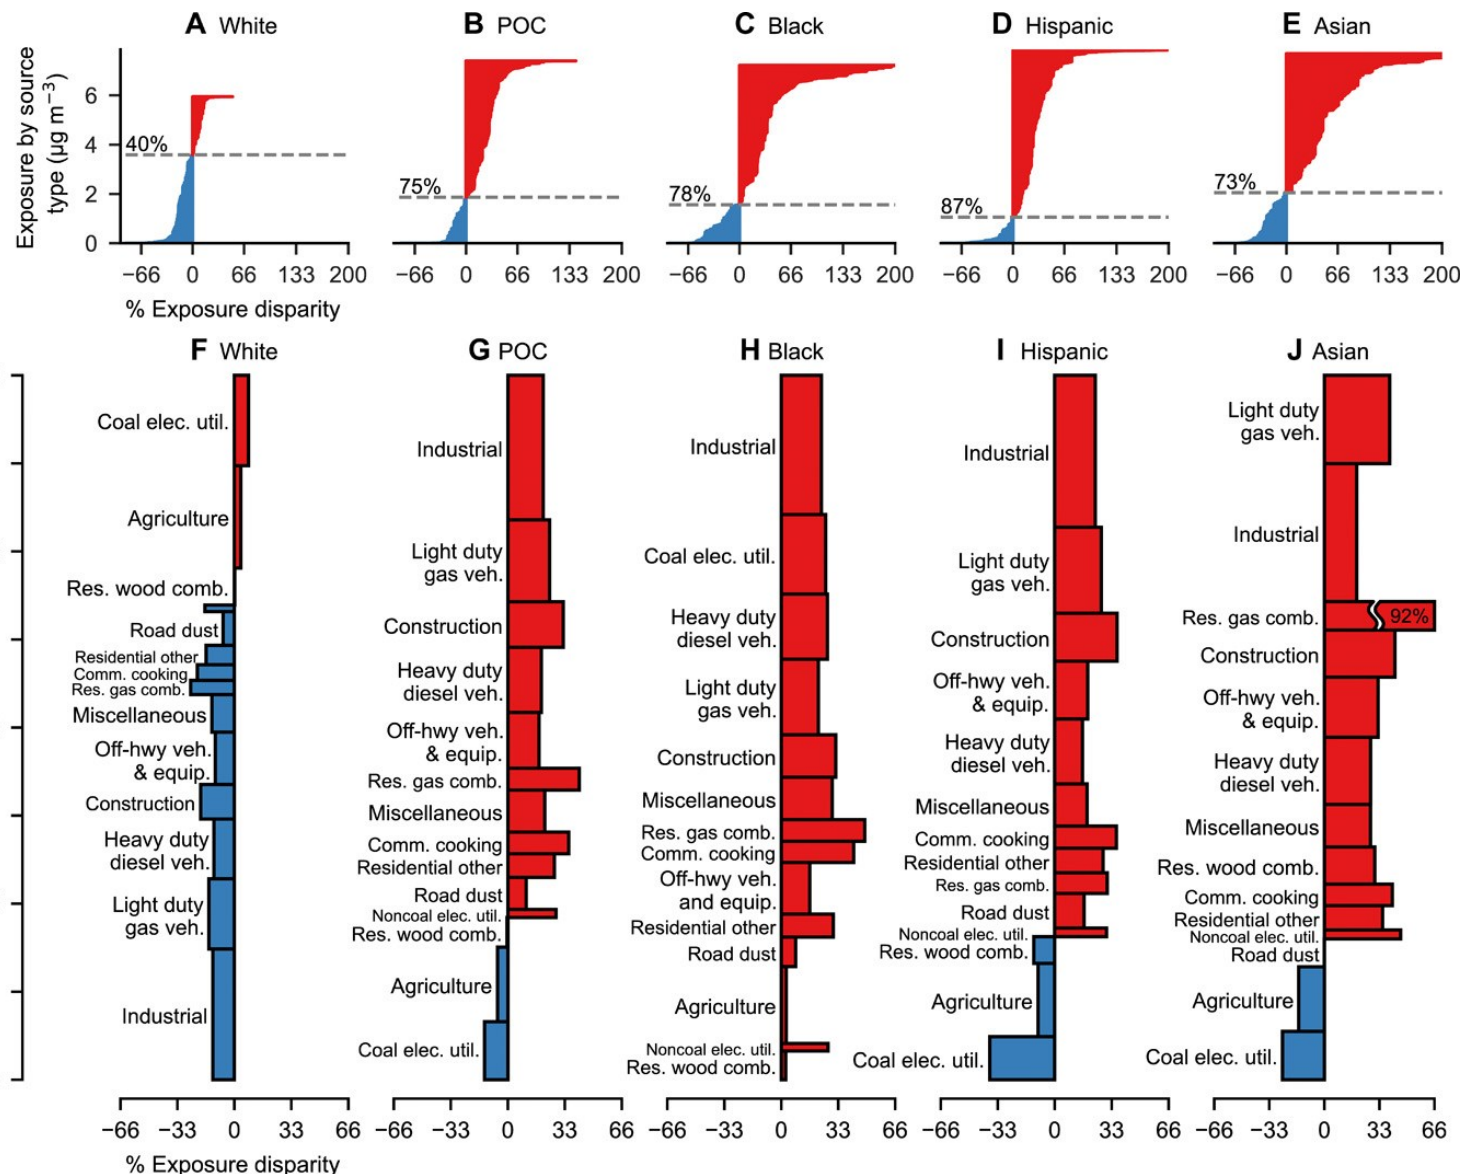 A White
B POC
C Black
D Hispanic
E Asian
Exposure by source
type (µg m⁻³)
6
4
2
0
40%
75%
78%
87%
73%
−66 0 66 133 200
−66 0 66 133 200
−66 0 66 133 200
−66 0 66 133 200
−66 0 66 133 200
% Exposure disparity
F White
Coal elec. util.
Agriculture
Res. wood comb.
Road dust
Residential other
Comm. cooking
Res. gas comb.
Miscellaneous
Off-hwy veh.
& equip.
Construction
Heavy duty
diesel veh.
Light duty
gas veh.
Industrial
−66 −33 0 33 66
% Exposure disparity
G POC
Industrial
Light duty
gas veh.
Construction
Heavy duty
diesel veh.
Off-hwy veh.
& equip.
Res. gas comb.
Miscellaneous
Comm. cooking
Residential other
Road dust
Noncoal elec. util.
Res. wood comb.
Agriculture
Coal elec. util.
−66 −33 0 33 66
H Black
Industrial
Coal elec. util.
Heavy duty
diesel veh.
Light duty
gas veh.
Construction
Miscellaneous
Res. gas comb.
Comm. cooking
Off-hwy veh.
and equip.
Residential other
Road dust
Agriculture
Noncoal elec. util.
Res. wood comb.
−66 −33 0 33 66
I Hispanic
Industrial
Light duty
gas veh.
Construction
Off-hwy veh.
& equip.
Heavy duty
diesel veh.
Miscellaneous
Comm. cooking
Residential other
Res. gas comb.
Road dust
Noncoal elec. util.
Res. wood comb.
Agriculture
Coal elec. util.
−66 −33 0 33 66
J Asian
Light duty
gas veh.
Industrial
Res. gas comb.
92%
Construction
Off-hwy veh.
& equip.
Heavy duty
diesel veh.
Miscellaneous
Res. wood comb.
Comm. cooking
Residential other
Noncoal elec. util.
Road dust
Agriculture
Coal elec. util.
−66 −33 0 33 66